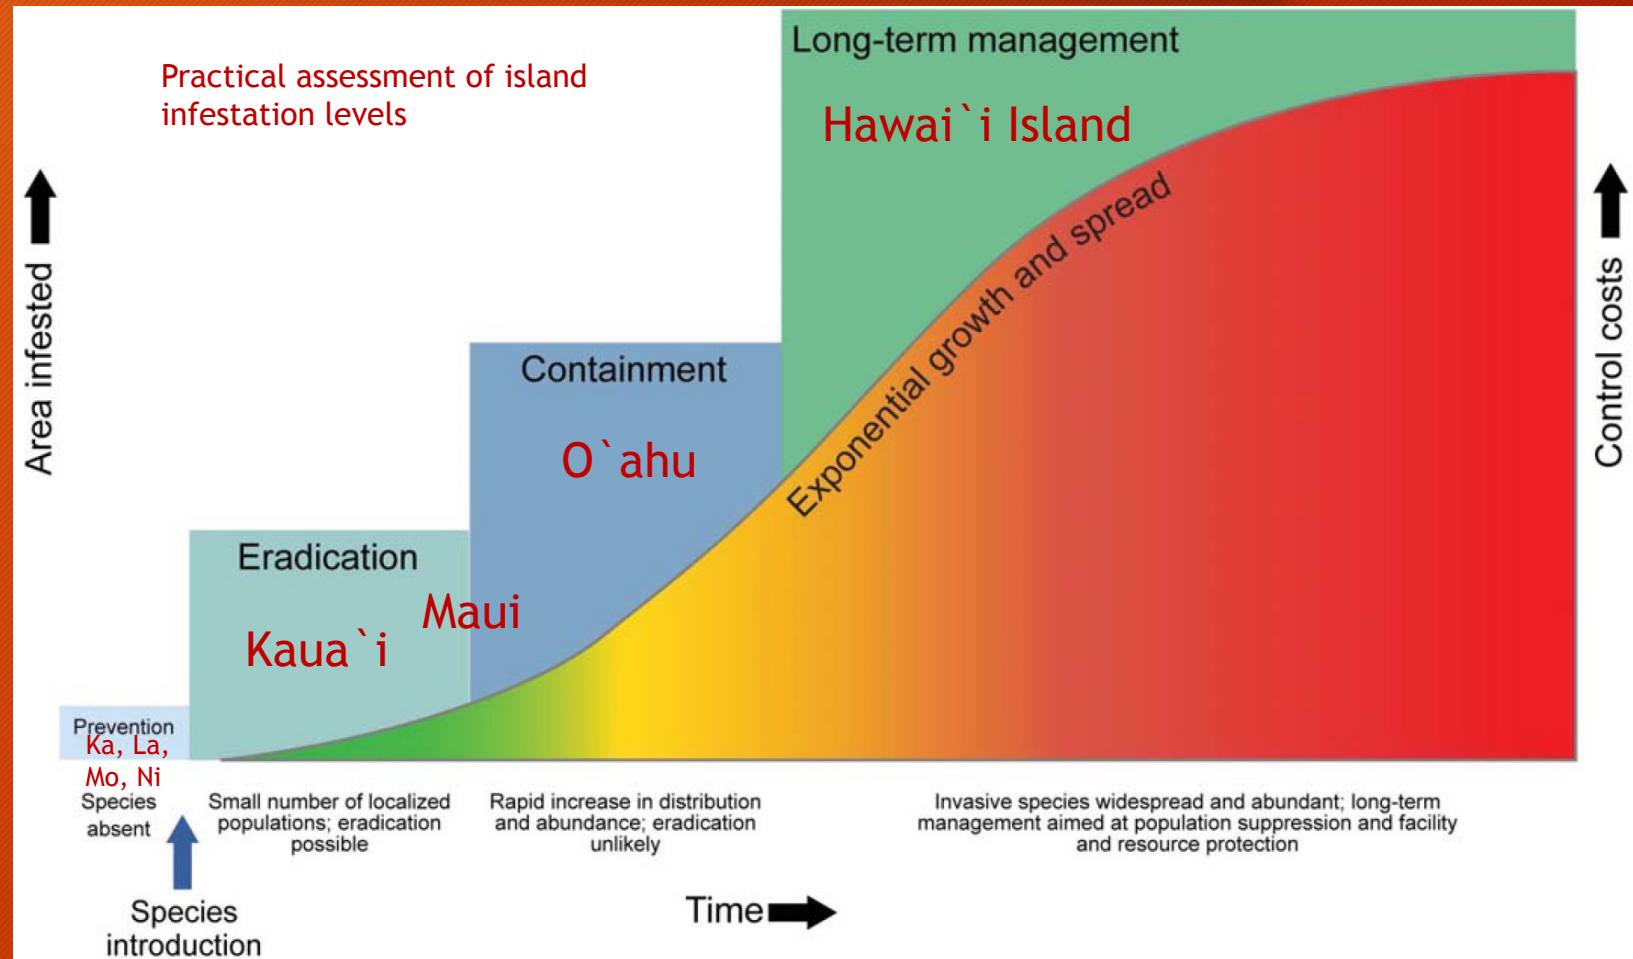 Practical assessment of island
infestation levels
Long-term management
Hawai`i Island
Exponential growth and spread
Area infested
Control costs
Containment
O`ahu
Eradication
Maui
Kaua`i
Prevention
Ka, La,
Mo, Ni
Species
absent
Small number of localized
populations; eradication
possible
Rapid increase in distribution
and abundance; eradication
unlikely
Invasive species widespread and abundant; long-term
management aimed at population suppression and facility
and resource protection
Species
introduction
Time